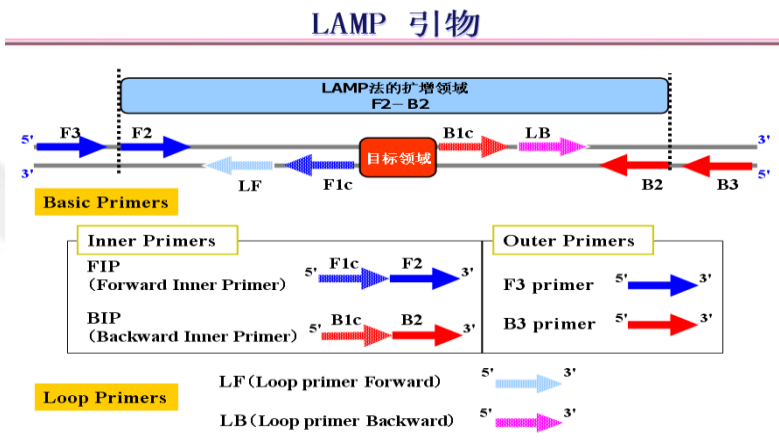 LAMP 引物
LAMP法的扩增领域
F2－B2
5' F3 F2 B1c LB 3'
目标领域
3' LF F1c B2 B3 5'
Basic Primers
Inner Primers
FIP
（Forward Inner Primer）
5' F1c F2 3'
BIP
（Backward Inner Primer）
5' B1c B2 3'
Outer Primers
F3 primer 5' 3'
B3 primer 5' 3'
Loop Primers
LF（Loop primer Forward） 5' 3'
LB（Loop primer Backward） 5' 3'